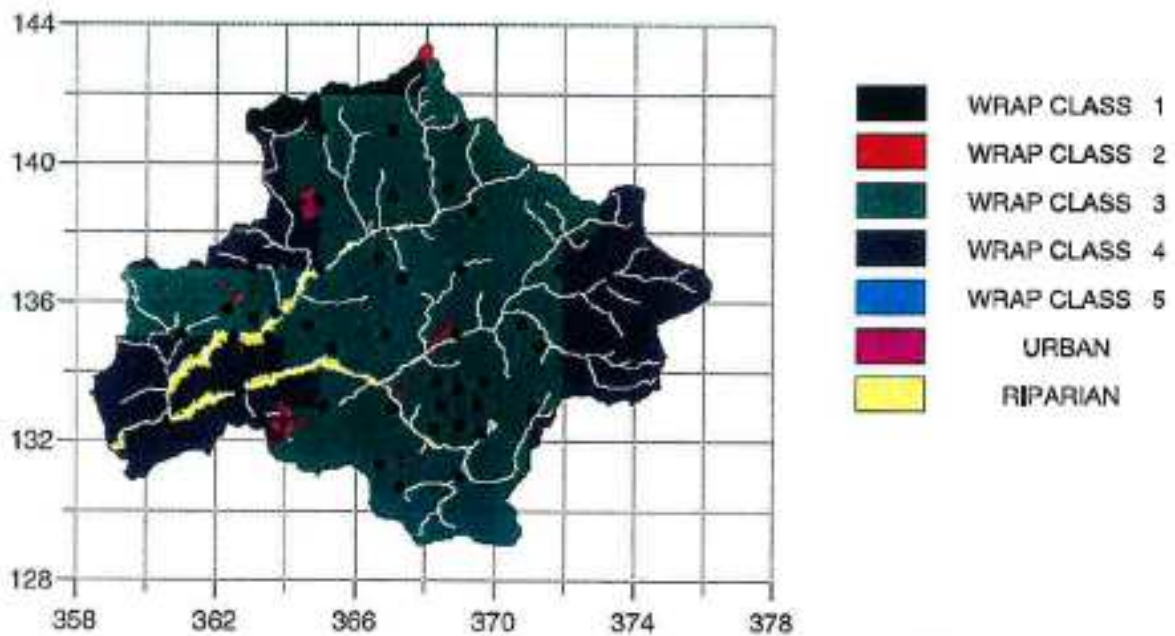 144
140
136
132
128
358 362 366 370 374 378
WRAP CLASS 1
WRAP CLASS 2
WRAP CLASS 3
WRAP CLASS 4
WRAP CLASS 5
URBAN
RIPARIAN